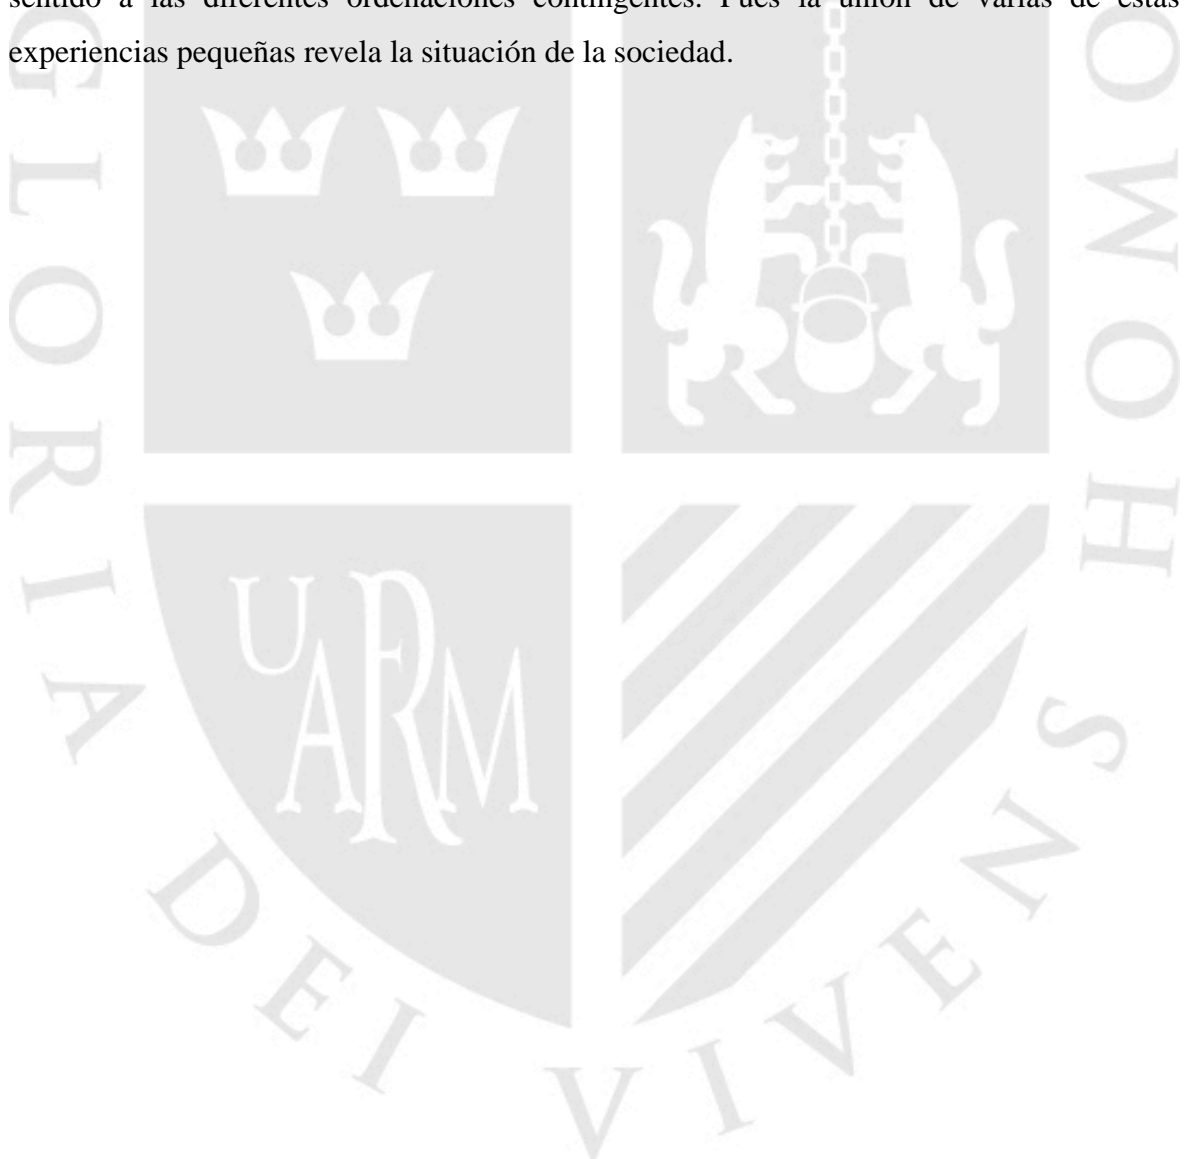 sentido a las diferentes ordenaciones contingentes. Pues la unión de varias de estas
experiencias pequeñas revela la situación de la sociedad.
GLORIA DEI VIVENS HOMO
UARM